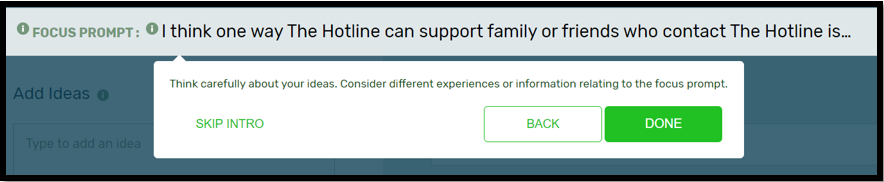 FOCUS PROMPT: I think one way The Hotline can support family or friends who contact The Hotline is...
Think carefully about your ideas. Consider different experiences or information relating to the focus prompt.
Add Ideas
SKIP INTRO BACK DONE
Type to add an idea